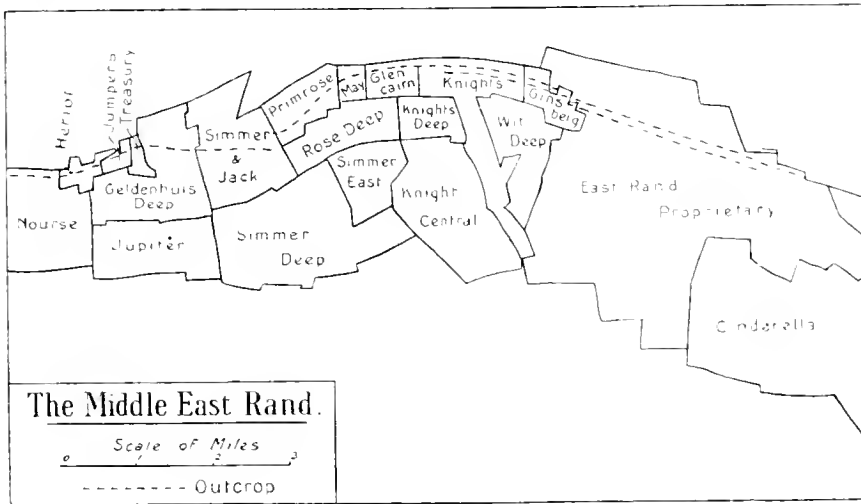 Heriot
Jumpers
Treasury
Primrose
May
Glen
cairn
Knights
Gins
berg
Simmer
&
Jack
Rose Deep
Knights
Deep
Wit
Deep
Geldenhuis
Deep
Simmer
East
Knight
Central
East Rand
Proprietary
Nourse
Jupiter
Simmer
Deep
Cinderella
The Middle East Rand.
Scale of Miles
0 1 2 3
Outcrop